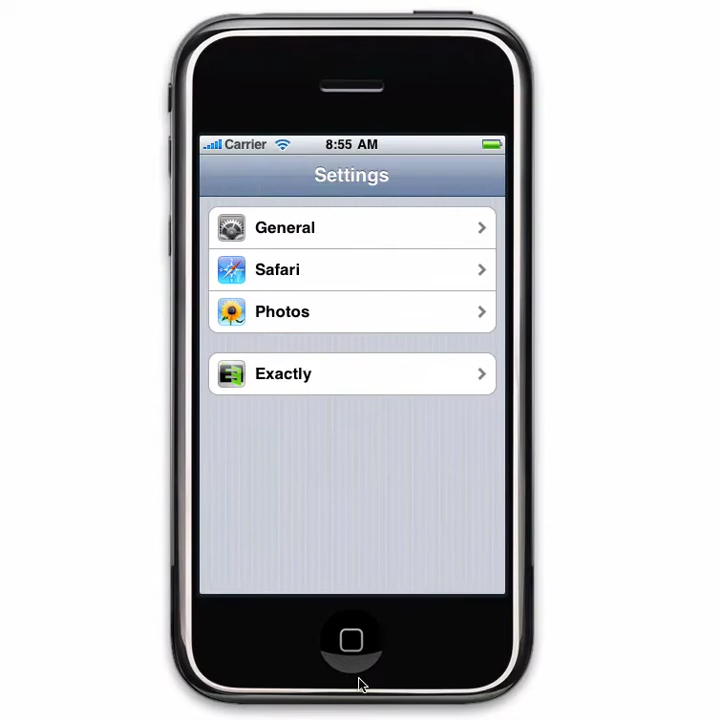 Carrier 8:55 AM
Settings
General
Safari
Photos
Exactly